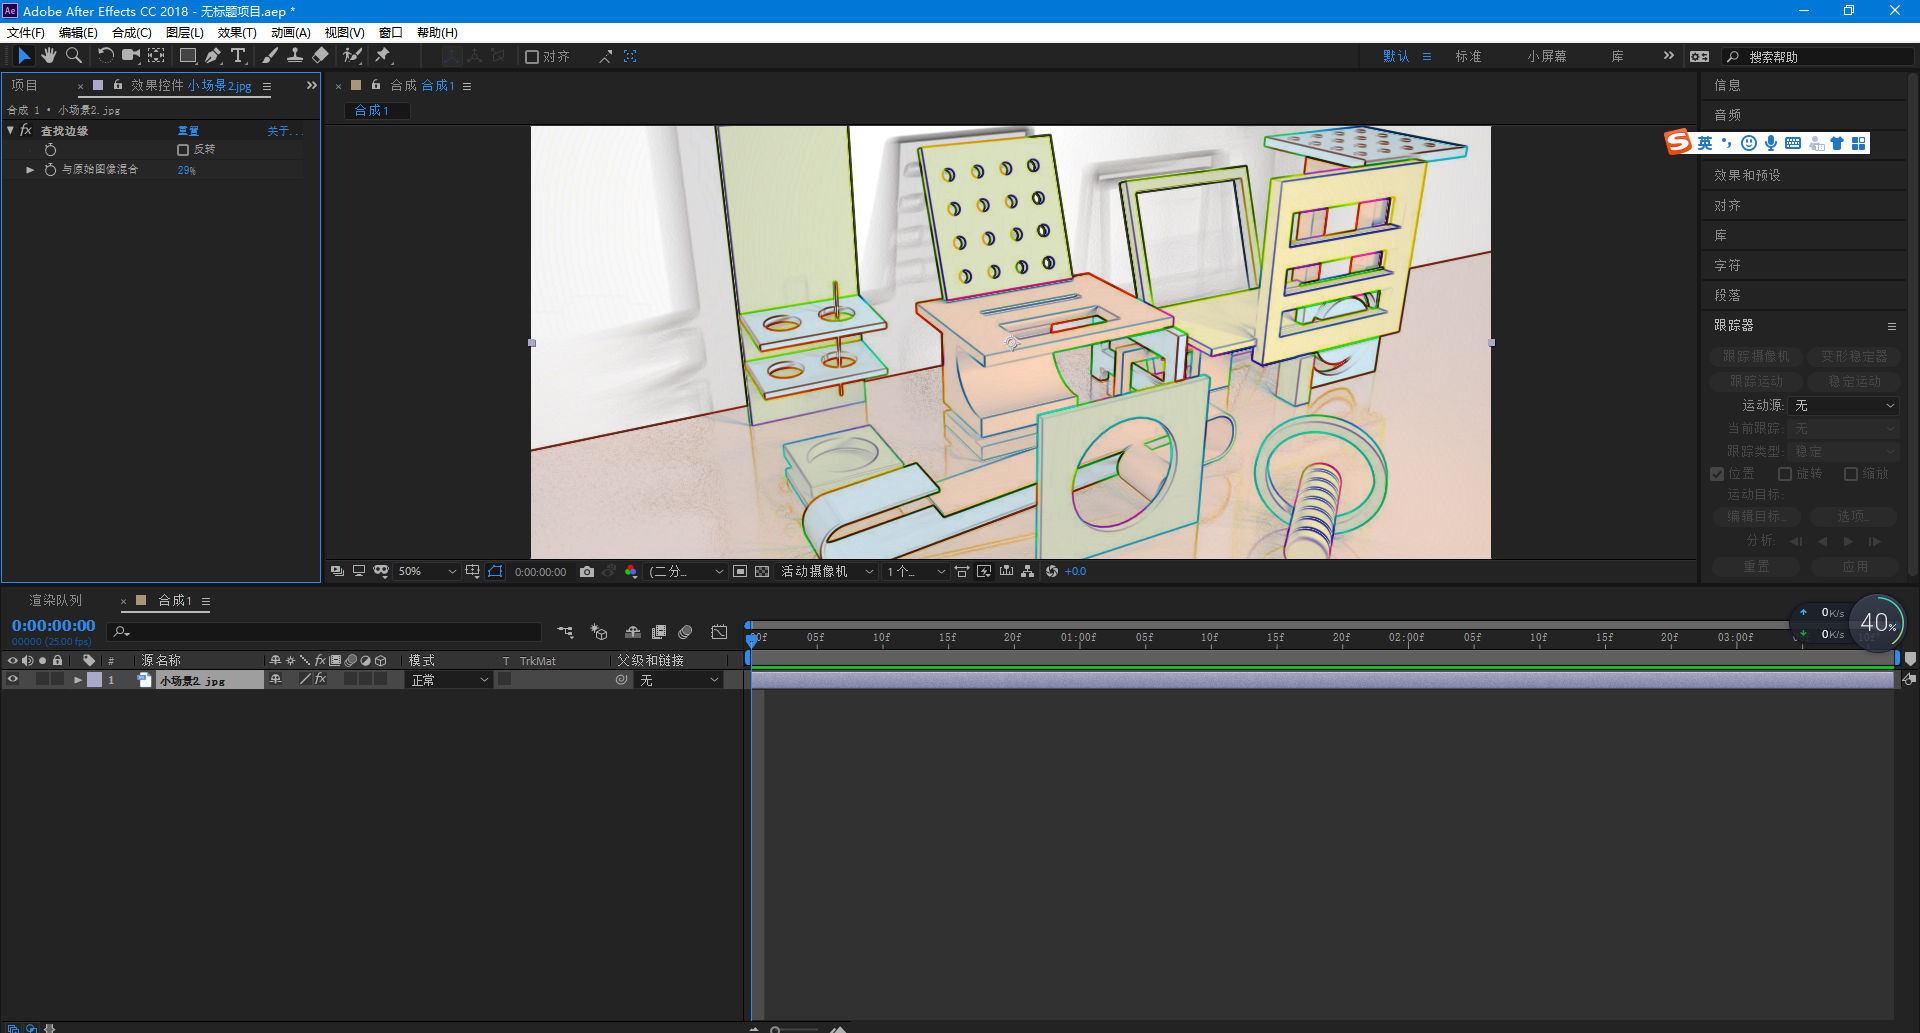 Ae Adobe After Effects CC 2018 - 无标题项目.aep *
文件(F) 编辑(E) 合成(C) 图层(L) 效果(T) 动画(A) 视图(V) 窗口 帮助(H)
对齐 默认 标准 小屏幕 库 搜索帮助
项目 效果控件 小场景2.jpg
合成 1 • 小场景2.jpg
fx 查找边缘 重置 关于...
反转
与原始图像混合 29%
合成 合成1
合成1
信息
音频
英
效果和预设
对齐
库
字符
段落
跟踪器
跟踪摄像机 变形稳定器
跟踪运动 稳定运动
运动源: 无
当前跟踪: 无
跟踪类型: 稳定
位置 旋转 缩放
运动目标:
编辑目标... 选项...
分析:
重置 应用
50% 0:00:00:00 (二分... 活动摄像机 1个... +0.0
渲染队列 合成1
0:00:00:00
00000 (25.00 fps)
0K/s
0K/s
40%
00f 05f 10f 15f 20f 01:00f 05f 10f 15f 20f 02:00f 05f 10f 15f 20f 03:00f 10f
# 源名称 fx 模式 T TrkMat 父级和链接
1 小场景2.jpg fx 正常 无